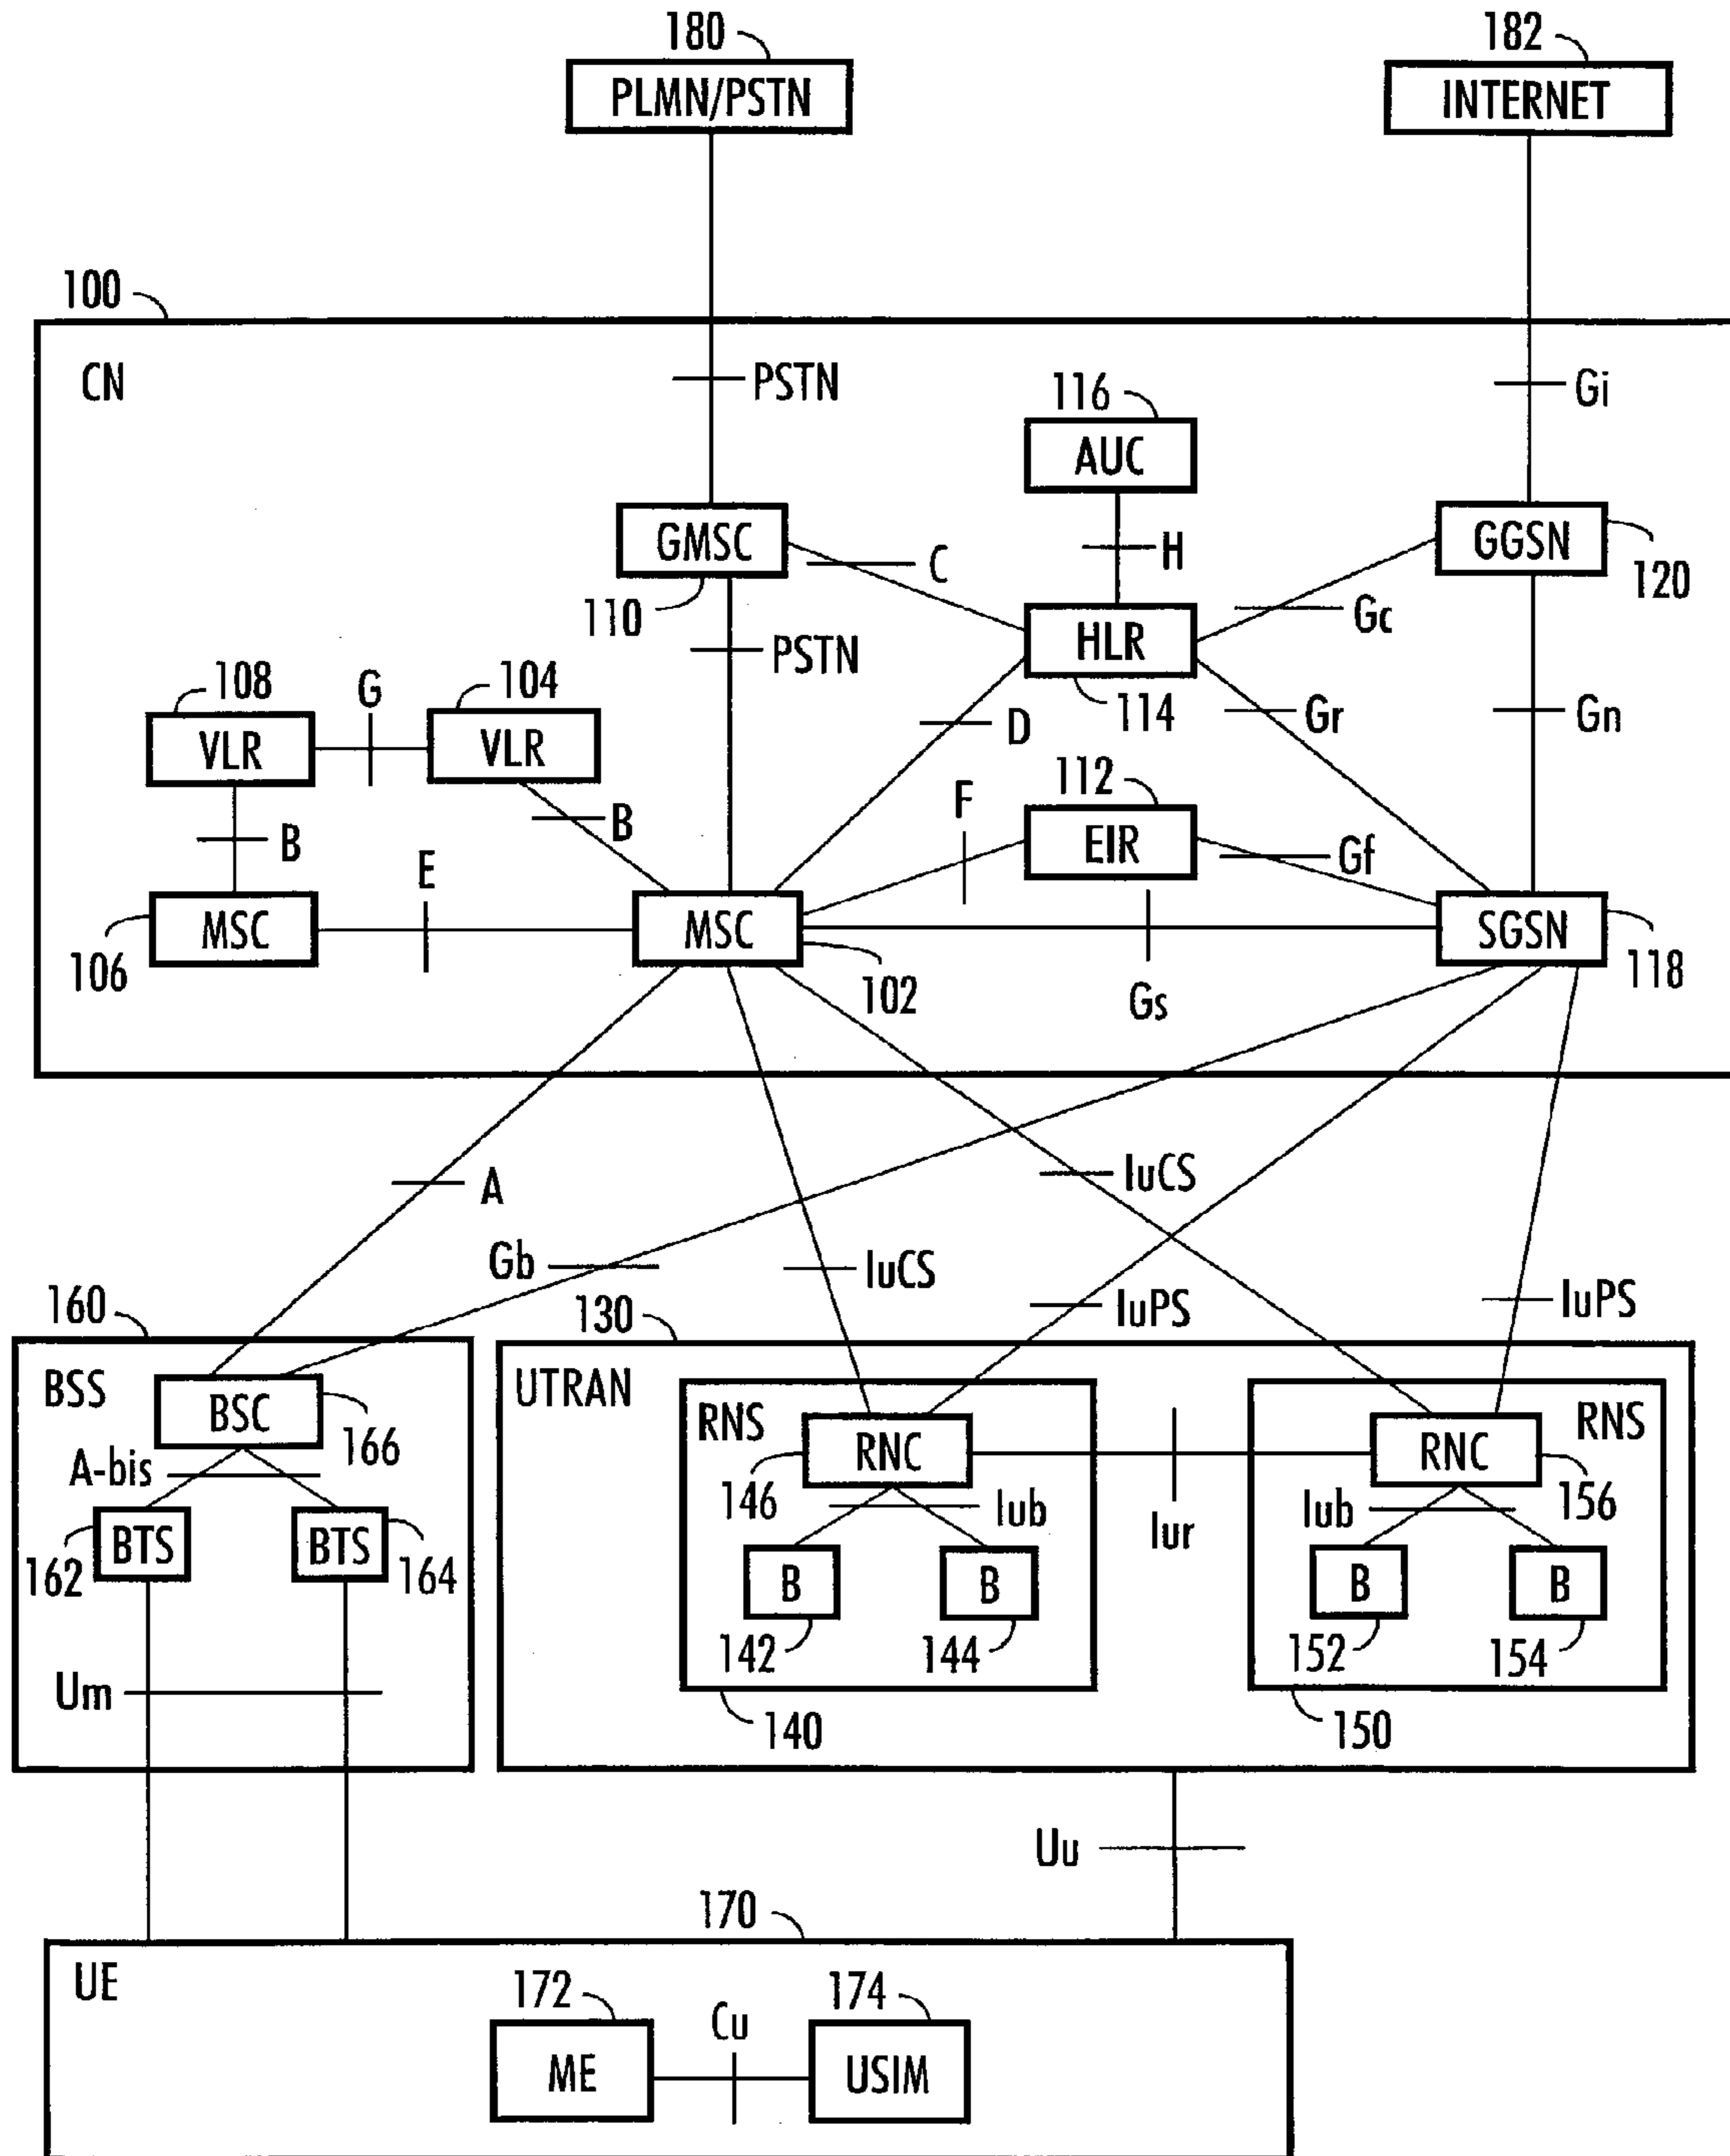 180
182
PLMN/PSTN
INTERNET
100
CN
PSTN
Gi
116
AUC
GMSC
C
H
GGSN
110
120
PSTN
HLR
Gc
108
G
104
114
VLR
VLR
D
Gr
Gn
F
112
B
B
EIR
Gf
E
MSC
MSC
SGSN
106
102
Gs
118
A
IuCS
Gb
IuCS
IuPS
IuPS
160
130
BSS
BSC
166
A-bis
BTS
BTS
162
164
Um
UTRAN
RNS
RNC
146
Iub
Iur
B
B
142
144
140
RNC
RNS
156
Iub
B
B
152
154
150
Uu
170
UE
172
Cu
174
ME
USIM